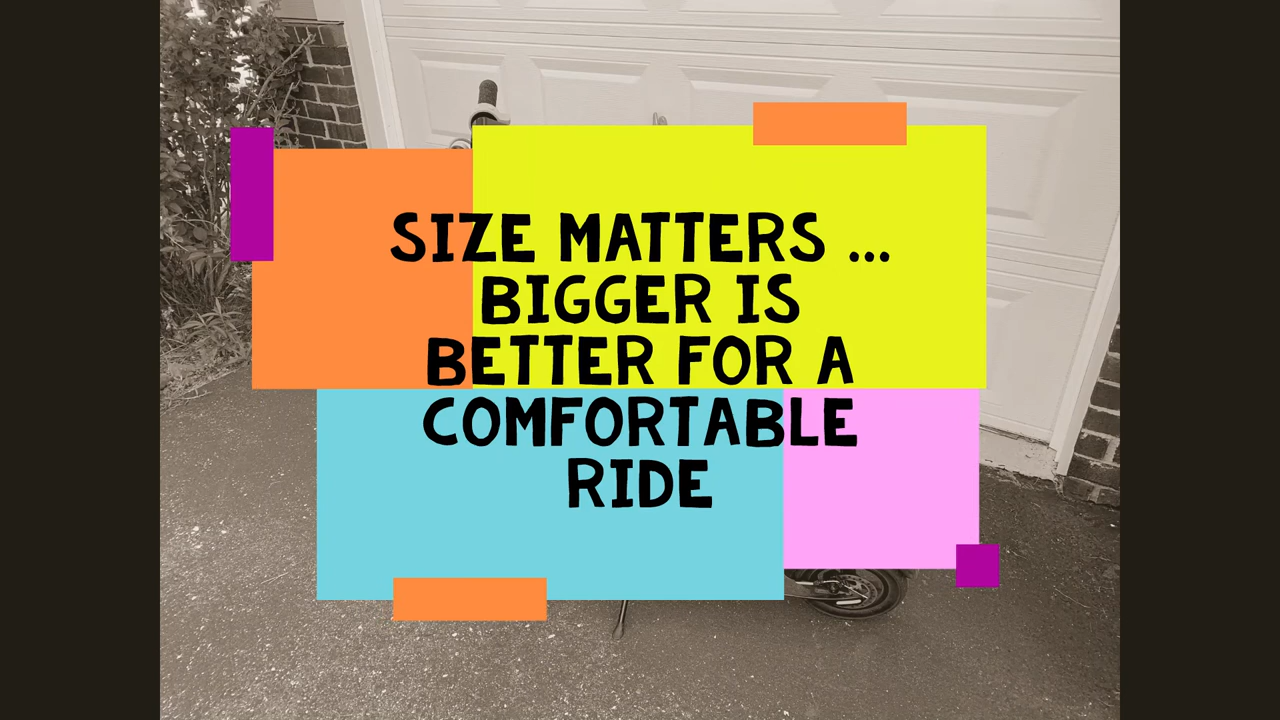 SIZE MATTERS ...
BIGGER IS
BETTER FOR A
COMFORTABLE
RIDE